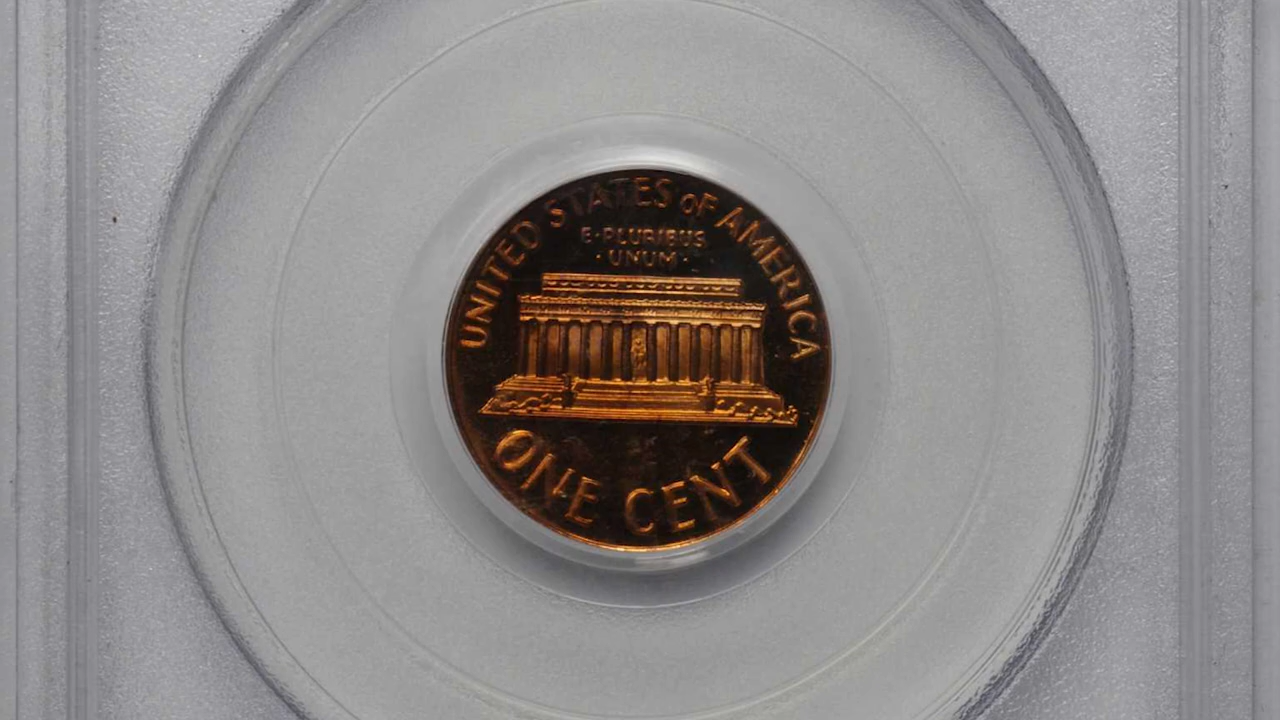 UNITED STATES OF AMERICA
E·PLURIBUS
·UNUM·
ONE CENT